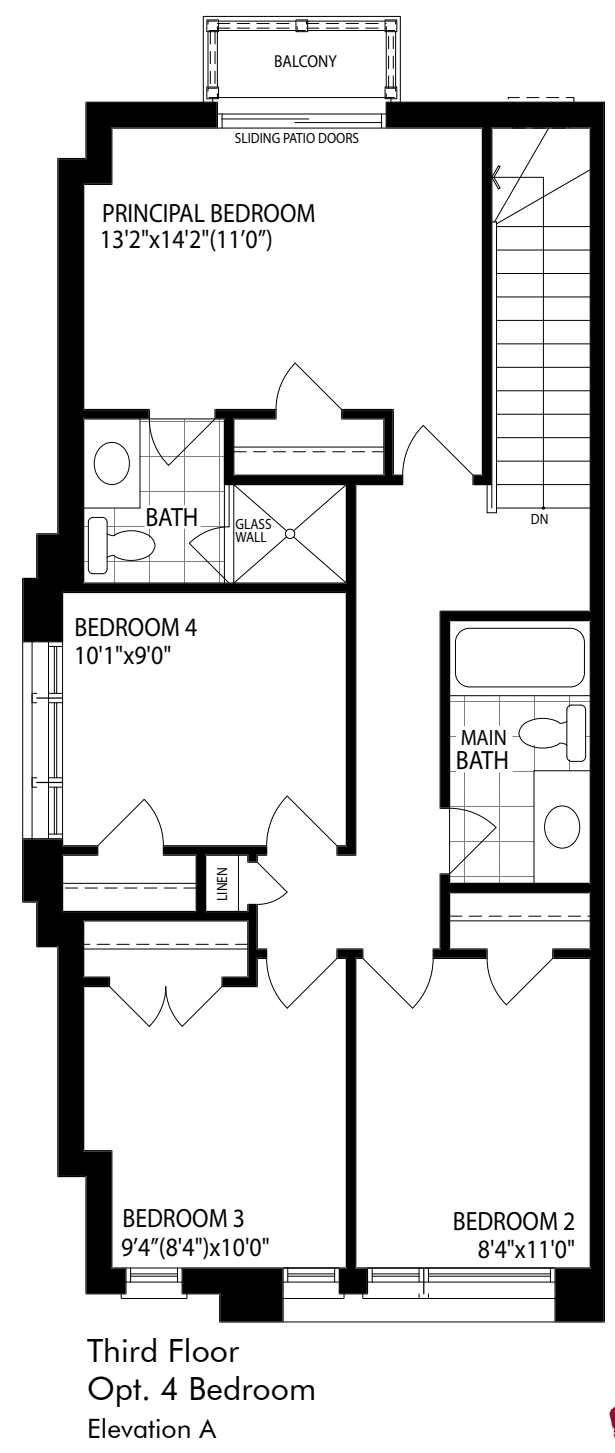 BALCONY
SLIDING PATIO DOORS
PRINCIPAL BEDROOM
13'2"x14'2"(11'0")
BATH
GLASS
WALL
DN
BEDROOM 4
10'1"x9'0"
MAIN
BATH
LINEN
BEDROOM 3
9'4"(8'4")x10'0"
BEDROOM 2
8'4"x11'0"
Third Floor
Opt. 4 Bedroom
Elevation A